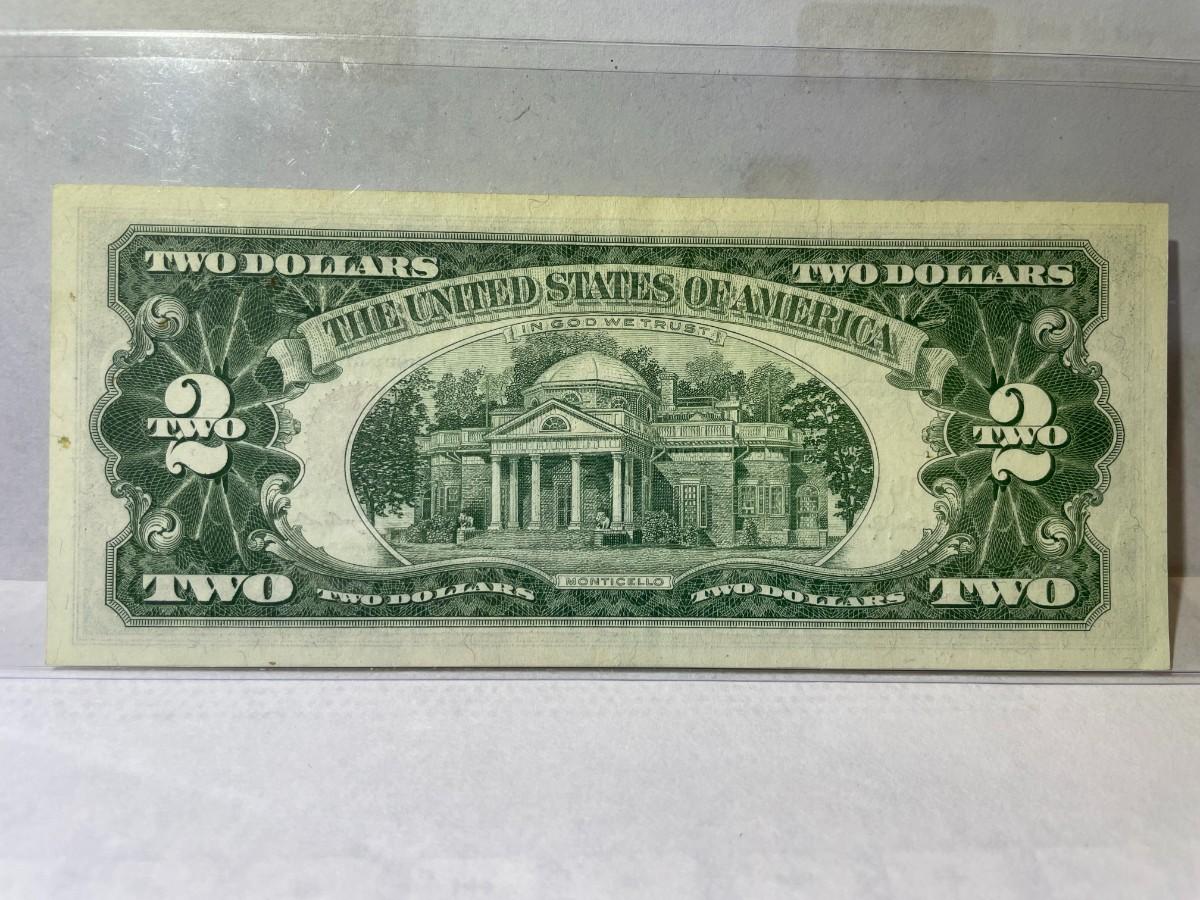 TWO DOLLARS TWO DOLLARS
THE UNITED STATES OF AMERICA
IN GOD WE TRUST
2 2
TWO TWO
MONTICELLO
TWO TWO DOLLARS TWO DOLLARS TWO